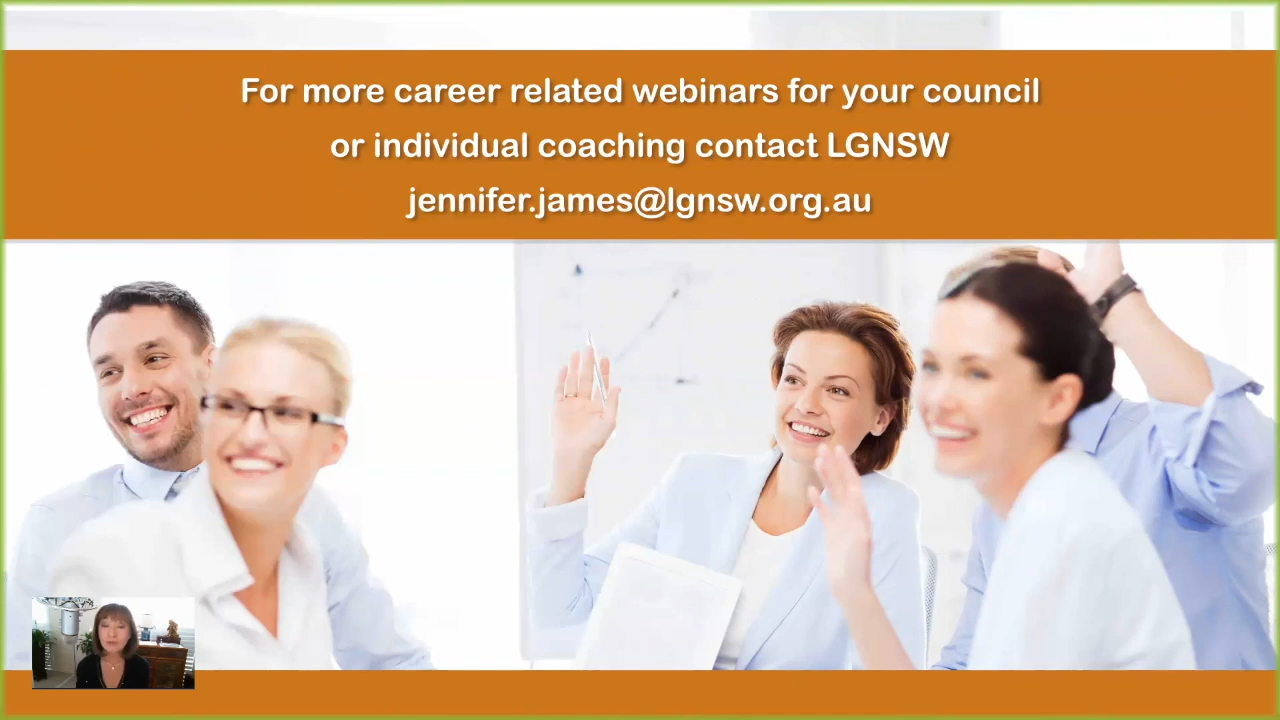 For more career related webinars for your council
or individual coaching contact LGNSW
jennifer.james@lgnsw.org.au